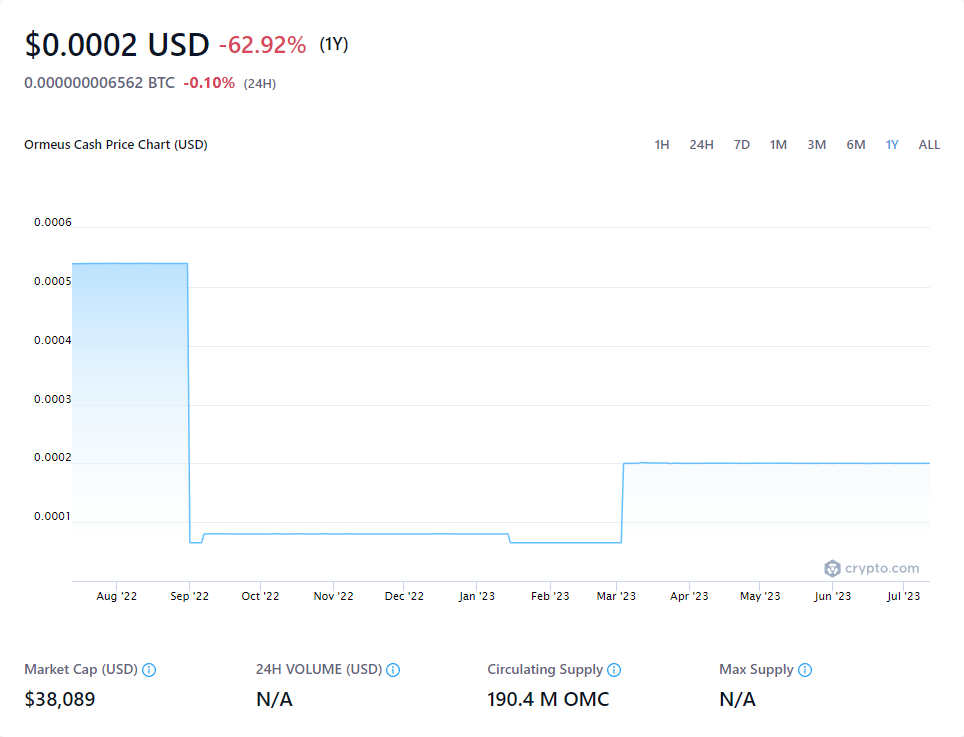 $0.0002 USD -62.92% (1Y)
0.000000006562 BTC -0.10% (24H)
Ormeus Cash Price Chart (USD) 1H 24H 7D 1M 3M 6M 1Y ALL
0.0006
0.0005
0.0004
0.0003
0.0002
0.0001
crypto.com
Aug '22 Sep '22 Oct '22 Nov '22 Dec '22 Jan '23 Feb '23 Mar '23 Apr '23 May '23 Jun '23 Jul '23
Market Cap (USD) 24H VOLUME (USD) Circulating Supply Max Supply
$38,089 N/A 190.4 M OMC N/A